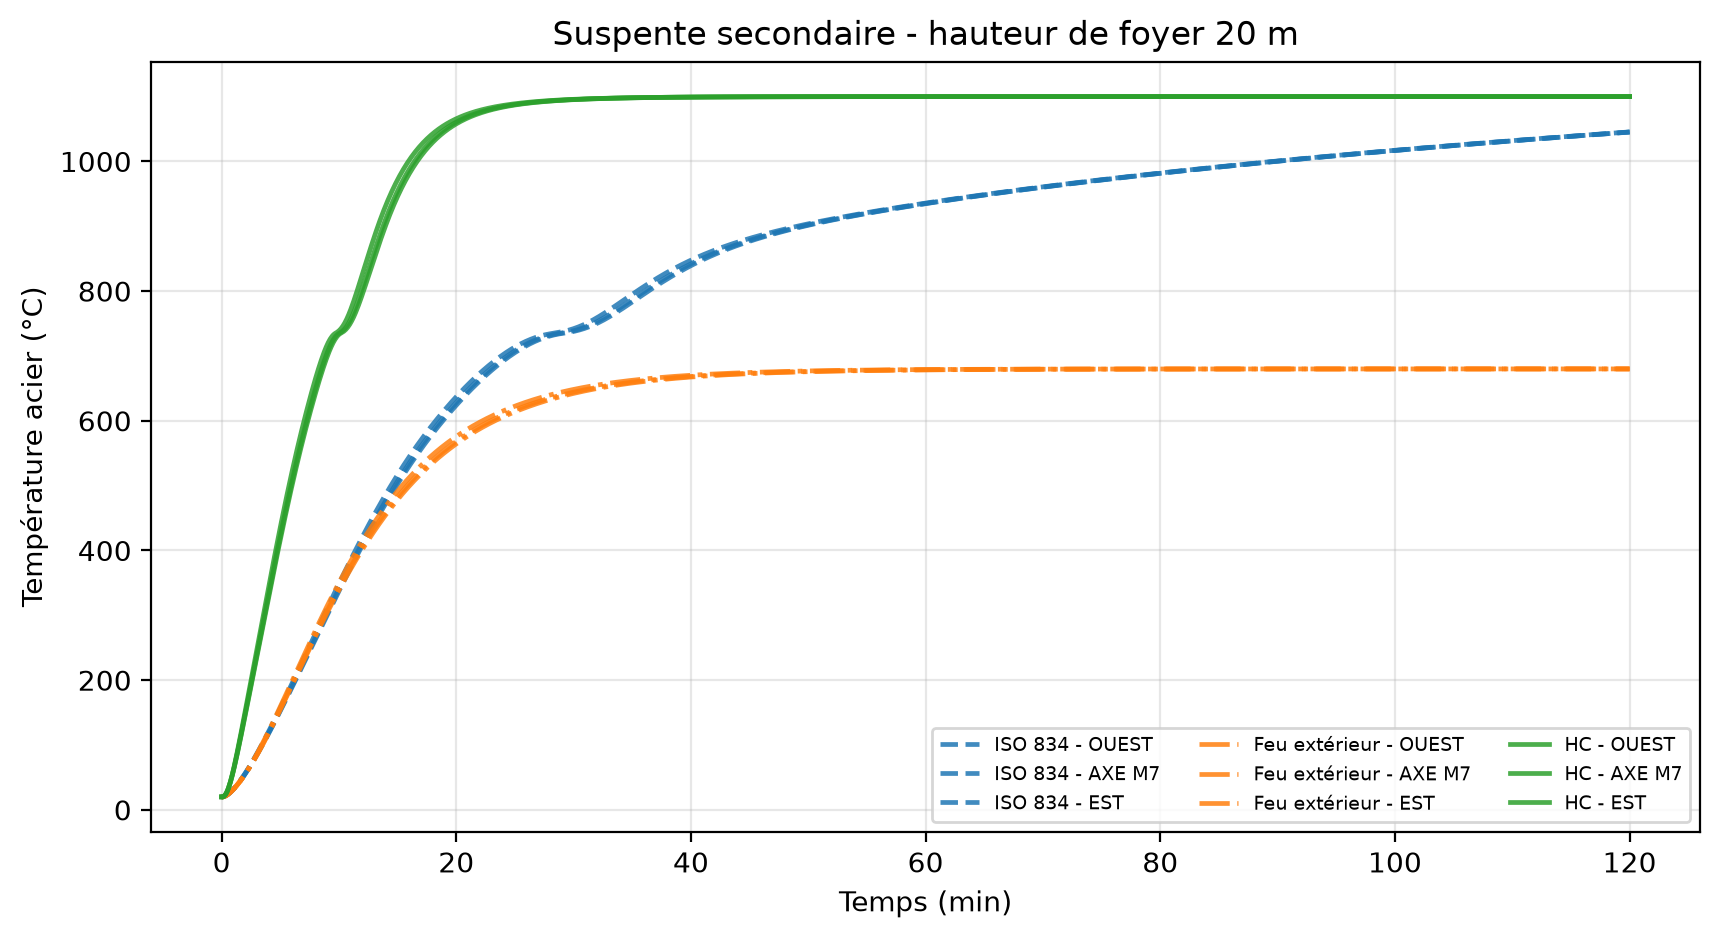 Suspente secondaire - hauteur de foyer 20 m
Température acier (°C)
1000
800
600
400
200
0
0 20 40 60 80 100 120
Temps (min)
ISO 834 - OUEST
ISO 834 - AXE M7
ISO 834 - EST
Feu extérieur - OUEST
Feu extérieur - AXE M7
Feu extérieur - EST
HC - OUEST
HC - AXE M7
HC - EST